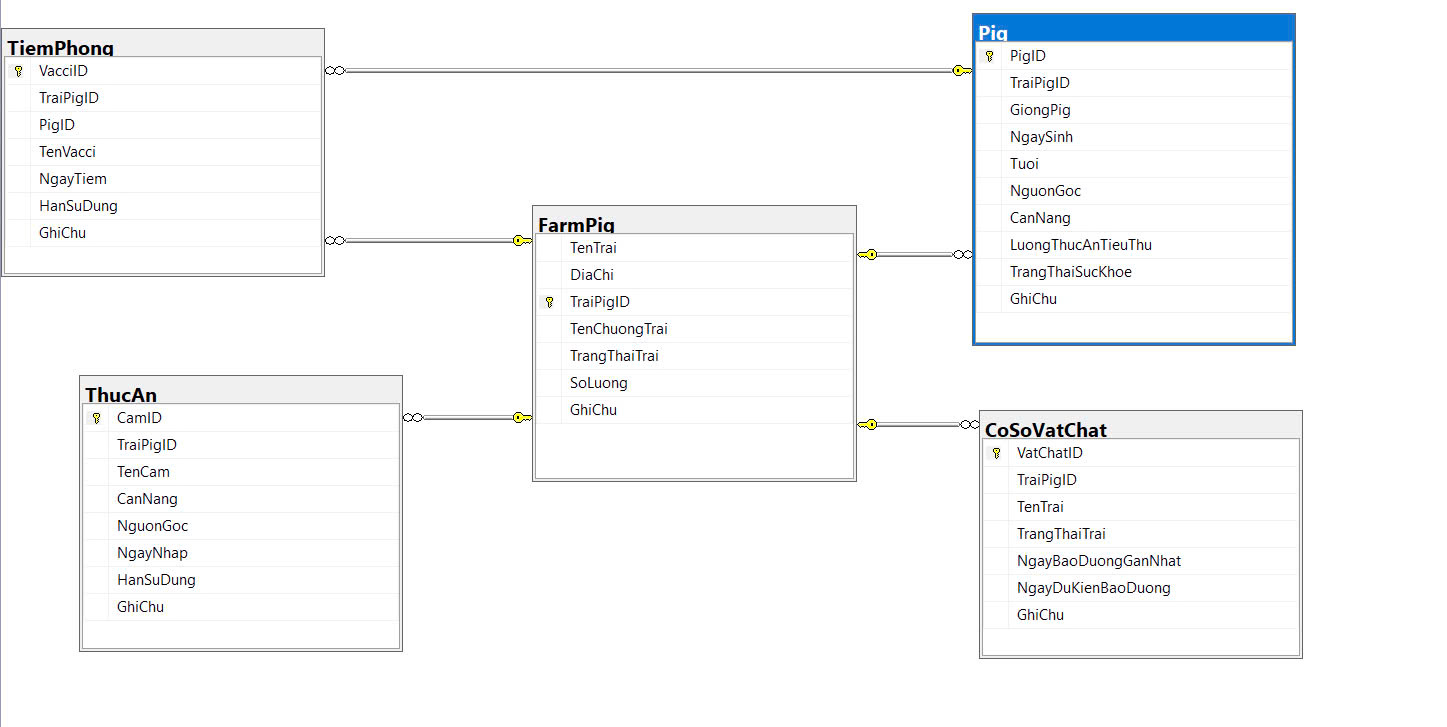 TiemPhong
VacciID
TraiPigID
PigID
TenVacci
NgayTiem
HanSuDung
GhiChu
Pig
PigID
TraiPigID
GiongPig
NgaySinh
Tuoi
NguonGoc
CanNang
LuongThucAnTieuThu
TrangThaiSucKhoe
GhiChu
FarmPig
TenTrai
DiaChi
TraiPigID
TenChuongTrai
TrangThaiTrai
SoLuong
GhiChu
ThucAn
CamID
TraiPigID
TenCam
CanNang
NguonGoc
NgayNhap
HanSuDung
GhiChu
CoSoVatChat
VatChatID
TraiPigID
TenTrai
TrangThaiTrai
NgayBaoDuongGanNhat
NgayDuKienBaoDuong
GhiChu